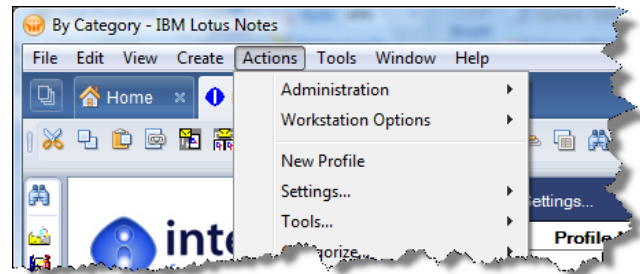 By Category - IBM Lotus Notes
File Edit View Create Actions Tools Window Help
Home
Administration
Workstation Options
New Profile
Settings...
Tools...
ettings...
inte
Profile